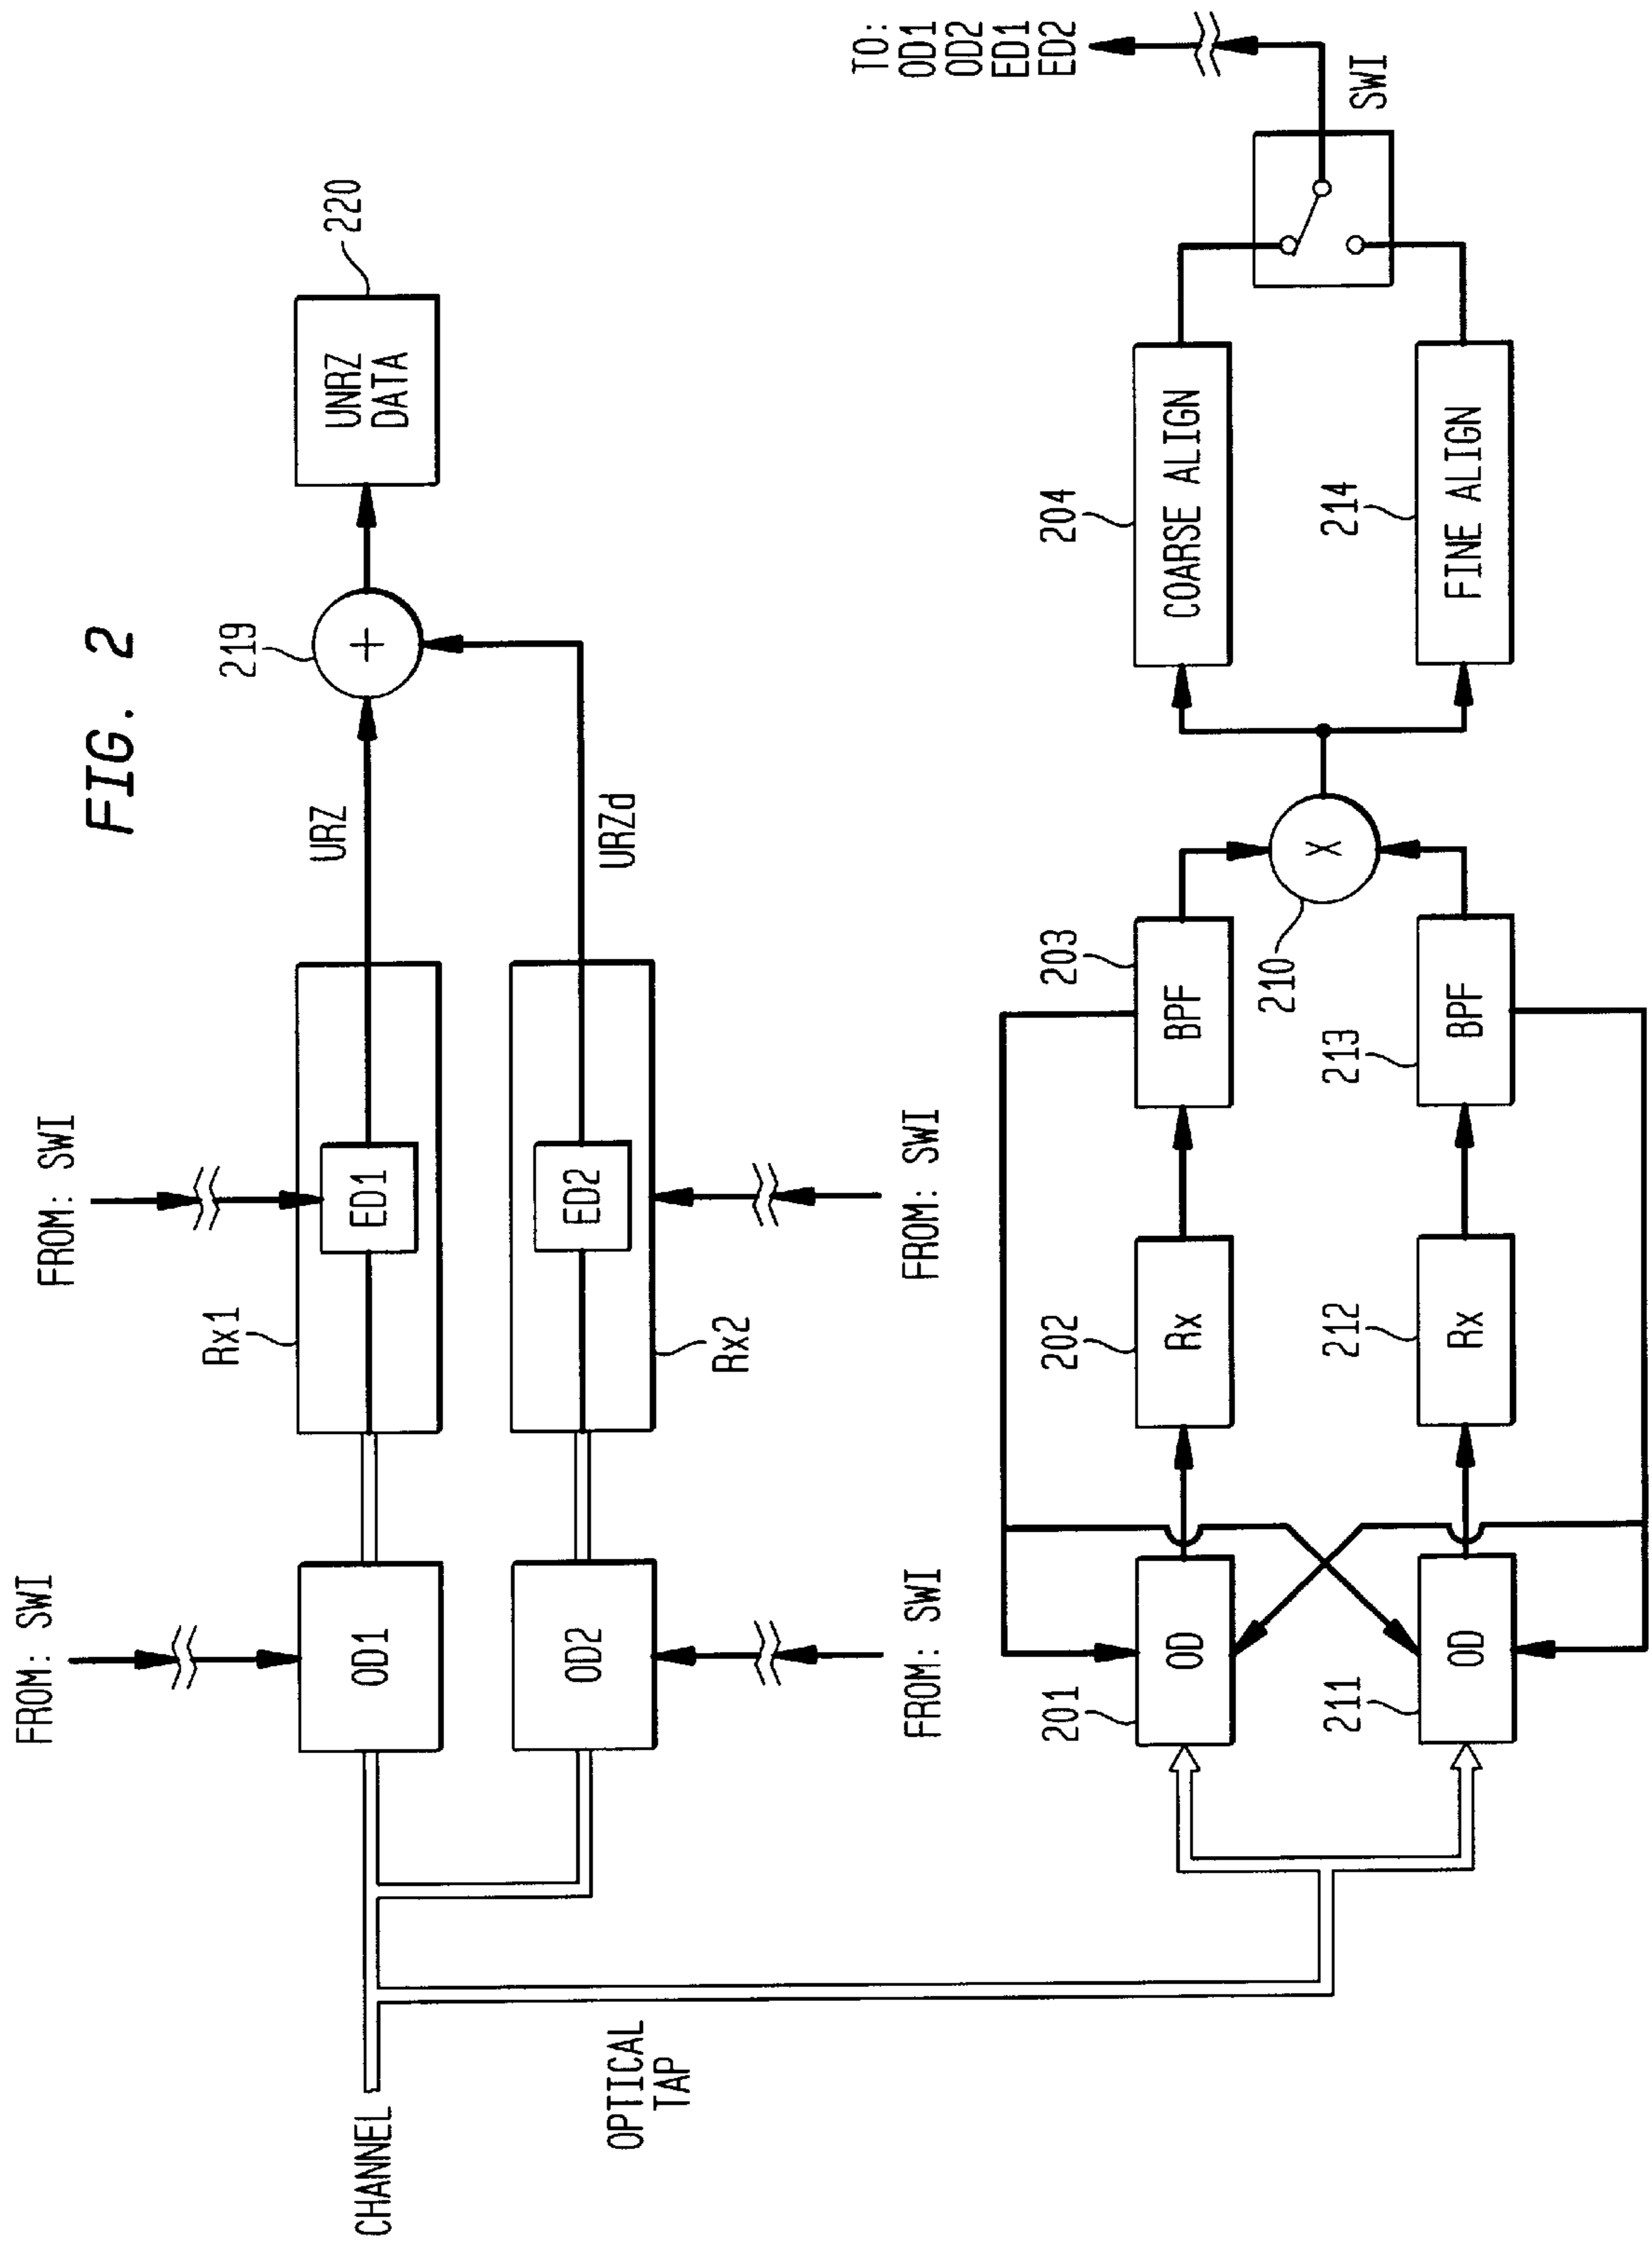 FIG. 2
FROM: SWI
FROM: SWI
CHANNEL
OD1
Rx1
ED1
URZ
219
+
UNRZ
DATA
220
OD2
Rx2
ED2
URZd
FROM: SWI
FROM: SWI
OPTICAL
TAP
TO:
OD1
OD2
ED1
ED2
201
OD
202
Rx
203
BPF
204
COARSE ALIGN
210
X
SWI
211
OD
212
Rx
213
BPF
214
FINE ALIGN